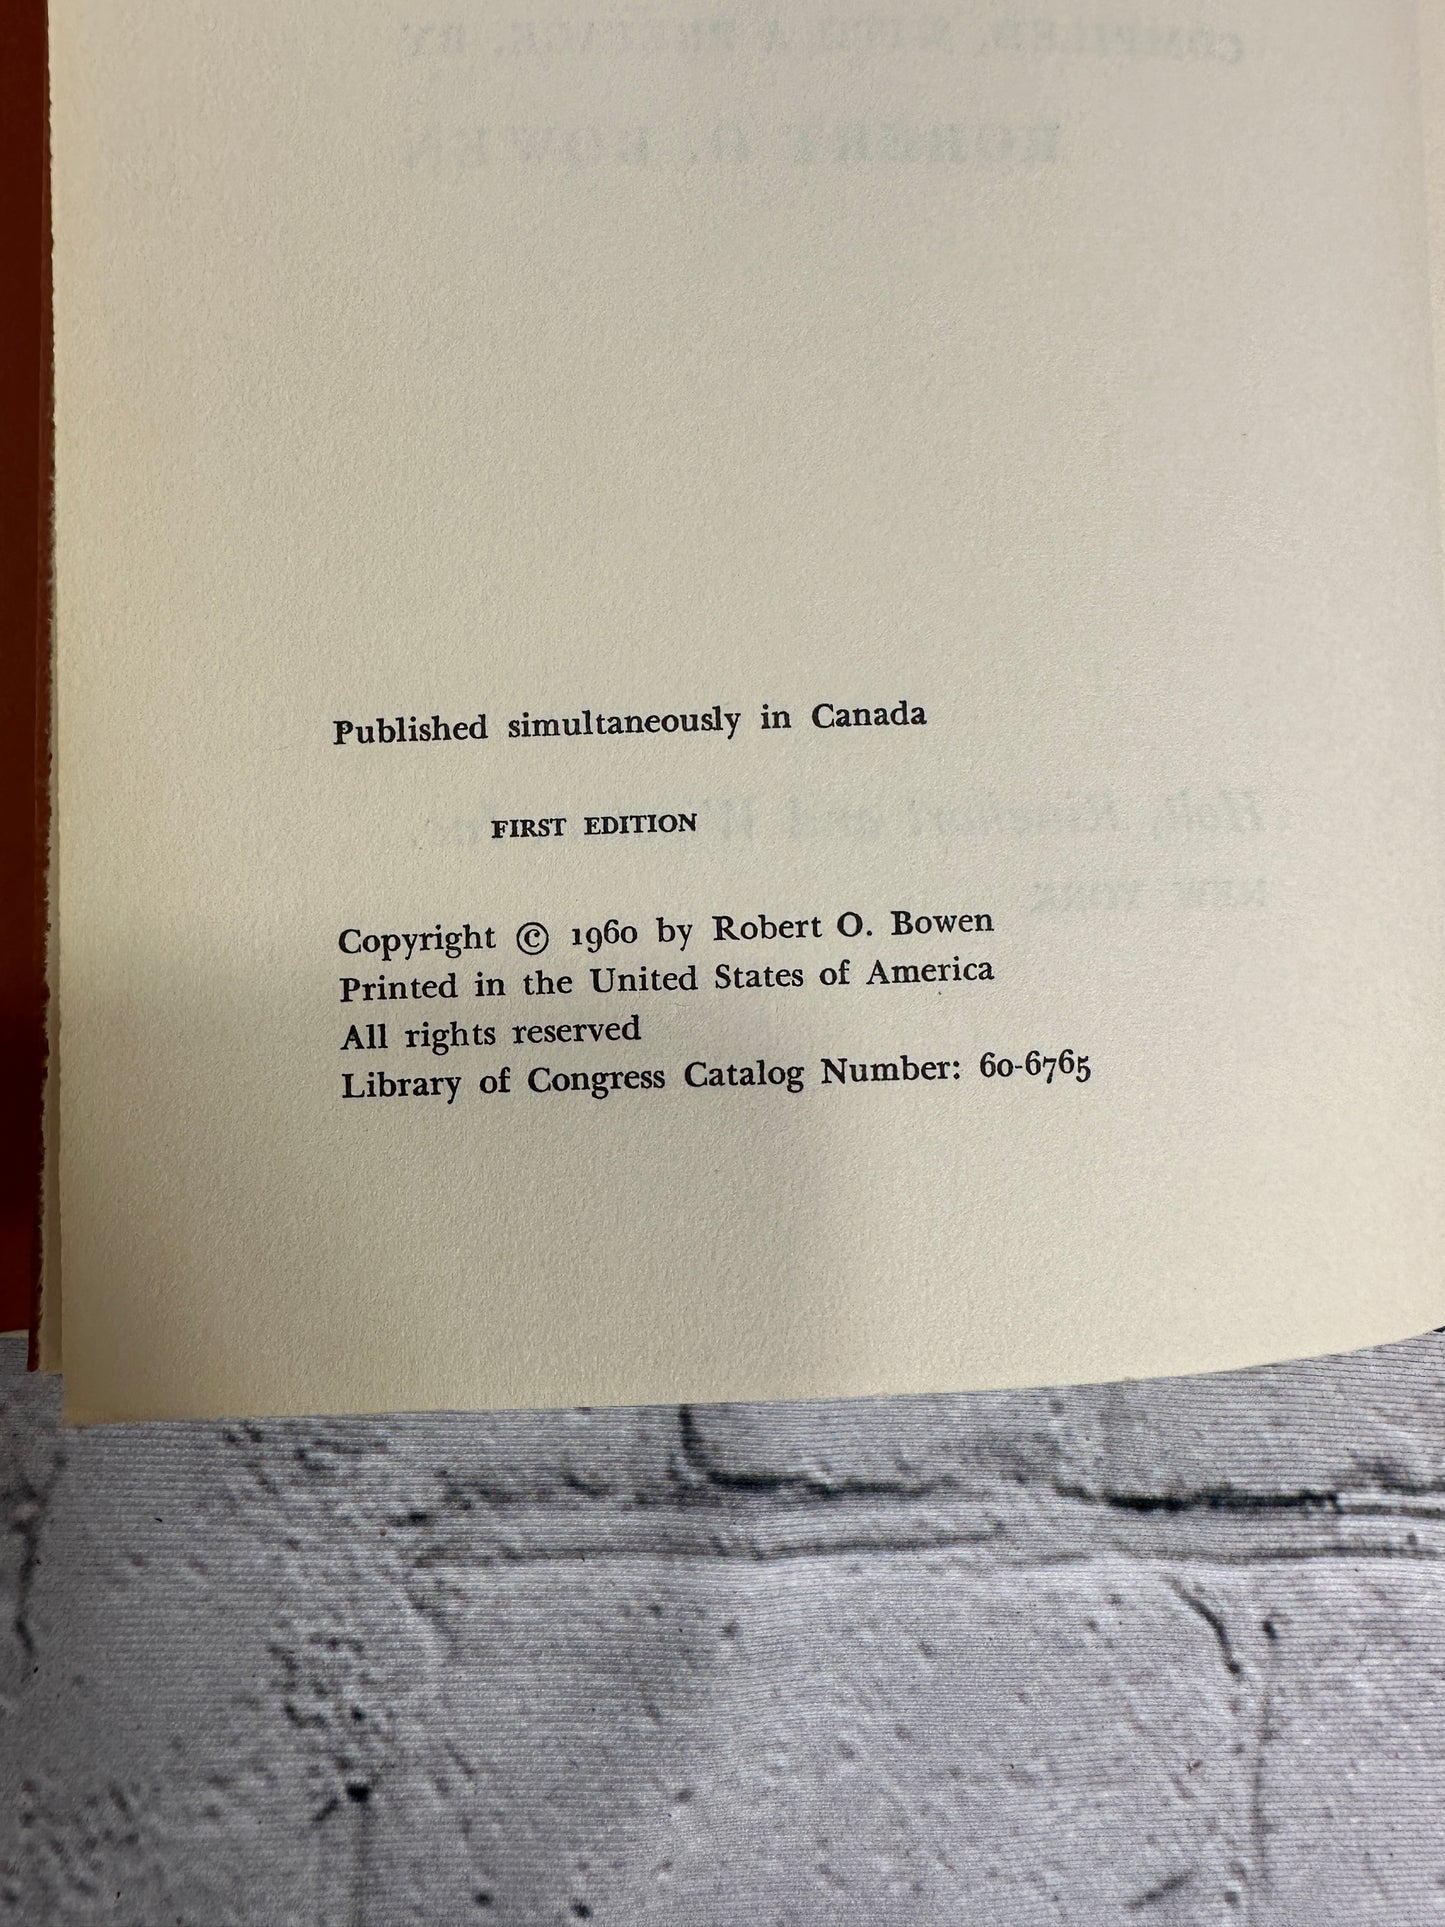 Published simultaneously in Canada
FIRST EDITION
Copyright © 1960 by Robert O. Bowen
Printed in the United States of America
All rights reserved
Library of Congress Catalog Number: 60-6765